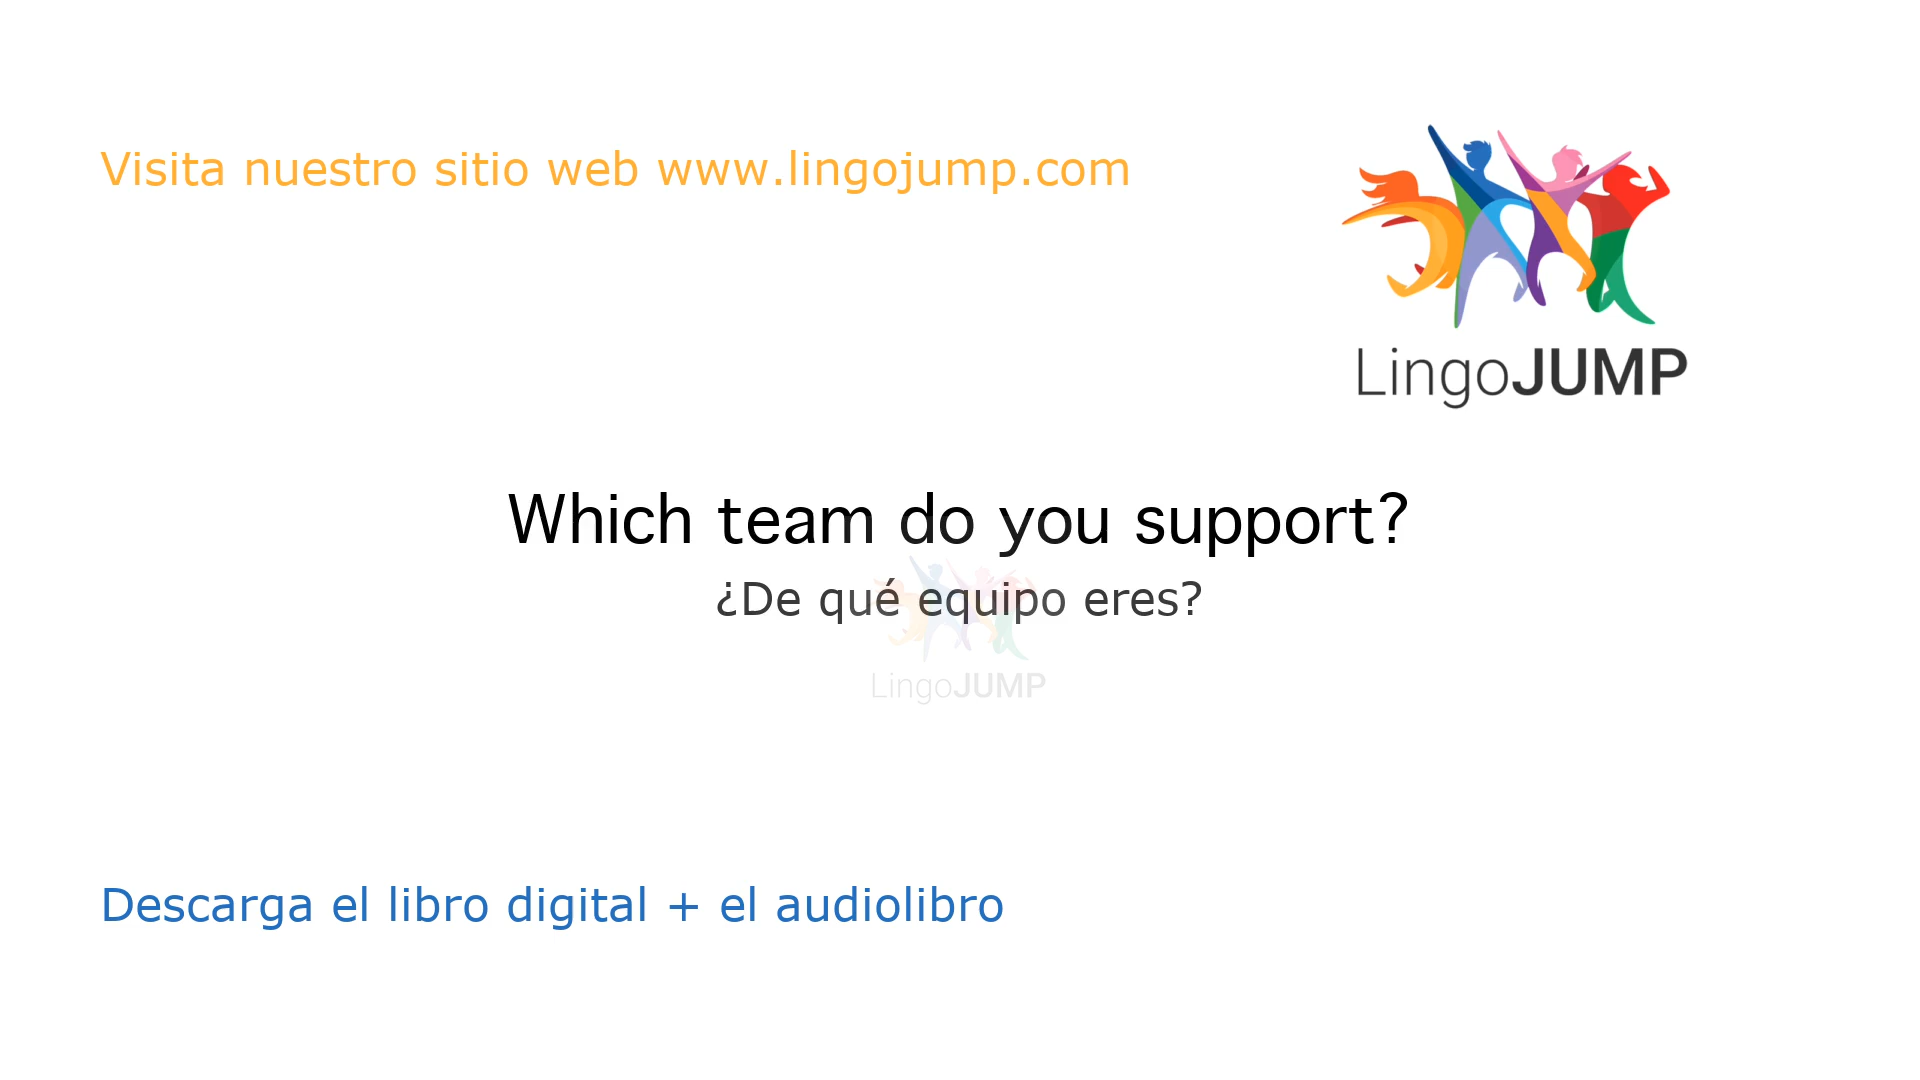 Visita nuestro sitio web www.lingojump.com
LingoJUMP
Which team do you support?
¿De qué equipo eres?
LingoJUMP
Descarga el libro digital + el audiolibro